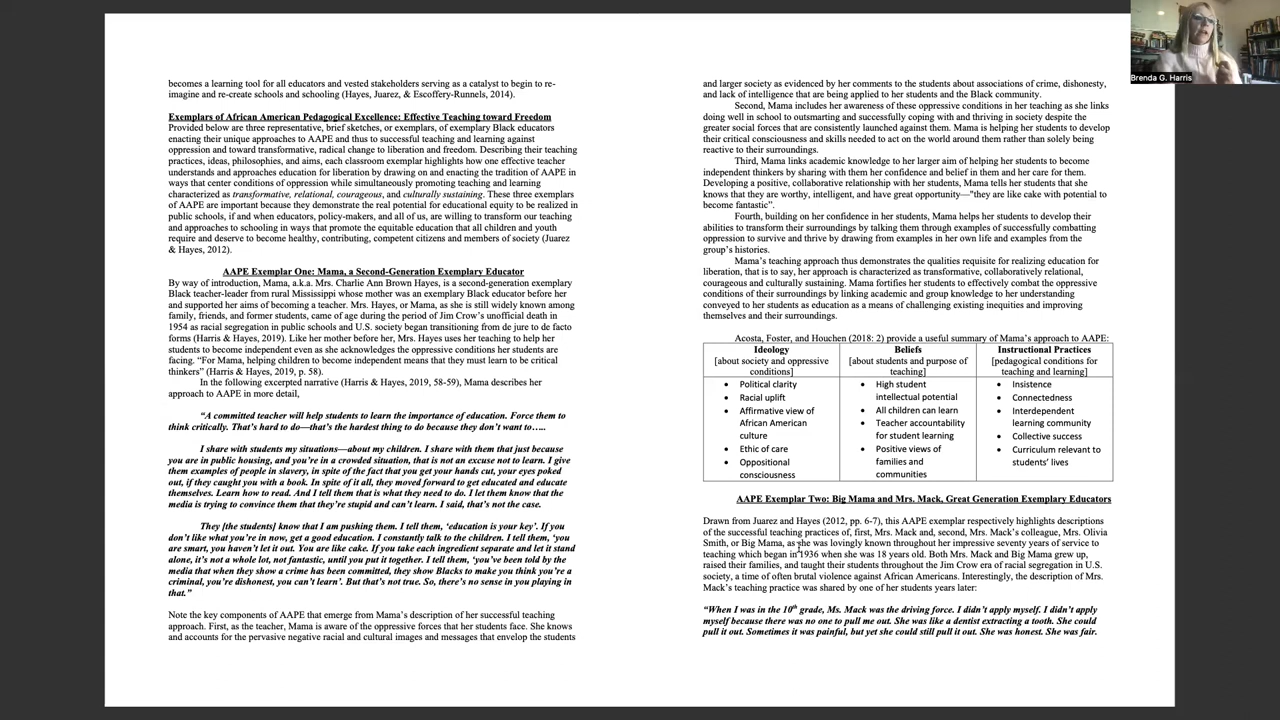 becomes a learning tool for all educators and vested stakeholders serving as a catalyst to begin to re-
imagine and re-create schools and schooling (Hayes, Juarez, & Escoffery-Runnels, 2014).
Exemplars of African American Pedagogical Excellence: Effective Teaching toward Freedom
Provided below are three representative, brief sketches, or exemplars, of exemplary Black educators
enacting their unique approaches to AAPE and thus to successful teaching and learning against
oppression and toward transformative, radical change to liberation and freedom. Describing their teaching
practices, ideas, philosophies, and aims, each classroom exemplar highlights how one effective teacher
understands and approaches education for liberation by drawing on and enacting the tradition of AAPE in
ways that center conditions of oppression while simultaneously promoting teaching and learning
characterized as transformative, relational, courageous, and culturally sustaining. These three exemplars
of AAPE are important because they demonstrate the real potential for educational equity to be realized in
public schools, if and when educators, policy-makers, and all of us, are willing to transform our teaching
and approaches to schooling in ways that promote the equitable education that all children and youth
require and deserve to become healthy, contributing, competent citizens and members of society (Juarez
& Hayes, 2012).
AAPE Exemplar One: Mama, a Second-Generation Exemplary Educator
By way of introduction, Mama, a.k.a. Mrs. Charlie Ann Brown Hayes, is a second-generation exemplary
Black teacher-leader from rural Mississippi whose mother was an exemplary Black educator before her
and supported her aims of becoming a teacher. Mrs. Hayes, or Mama, as she is still widely known among
family, friends, and former students, came of age during the period of Jim Crow's unofficial death in
1954 as racial segregation in public schools and U.S. society began transitioning from de jure to de facto
forms (Harris & Hayes, 2019). Like her mother before her, Mrs. Hayes uses her teaching to help her
students to become independent even as she acknowledges the oppressive conditions her students are
facing. “For Mama, helping children to become independent means that they must learn to be critical
thinkers” (Harris & Hayes, 2019, p. 58).
In the following excerpted narrative (Harris & Hayes, 2019, 58-59), Mama describes her
approach to AAPE in more detail,
“A committed teacher will help students to learn the importance of education. Force them to
think critically. That's hard to do—that's the hardest thing to do because they don't want to…..
I share with students my situations—about my children. I share with them that just because
you are in public housing, and you're in a crowded situation, that is not an excuse not to learn. I give
them examples of people in slavery, in spite of the fact that you get your hands cut, your eyes poked
out, if they caught you with a book. In spite of it all, they moved forward to get educated and educate
themselves. Learn how to read. And I tell them that is what they need to do. I let them know that the
media is trying to convince them that they're stupid and can't learn. I said, that's not the case.
They [the students] know that I am pushing them. I tell them, ‘education is your key’. If you
don't like what you're in now, get a good education. I constantly talk to the children. I tell them, ‘you
are smart, you haven't let it out. You are like cake. If you take each ingredient separate and let it stand
alone, it's not a whole lot, not fantastic, until you put it together. I tell them, ‘you've been told by the
media that when they show a crime has been committed, they show Blacks to make you think you're a
criminal, you're dishonest, you can't learn’. But that's not true. So, there's no sense in you playing in
that.”
Note the key components of AAPE that emerge from Mama's description of her successful teaching
approach. First, as the teacher, Mama is aware of the oppressive forces that her students face. She knows
and accounts for the pervasive negative racial and cultural images and messages that envelop the students
and larger society as evidenced by her comments to the students about associations of crime, dishonesty,
and lack of intelligence that are being applied to her students and the Black community.
Second, Mama includes her awareness of these oppressive conditions in her teaching as she links
doing well in school to outsmarting and successfully coping with and thriving in society despite the
greater social forces that are consistently launched against them. Mama is helping her students to develop
their critical consciousness and skills needed to act on the world around them rather than solely being
reactive to their surroundings.
Third, Mama links academic knowledge to her larger aim of helping her students to become
independent thinkers by sharing with them her confidence and belief in them and her care for them.
Developing a positive, collaborative relationship with her students, Mama tells her students that she
knows that they are worthy, intelligent, and have great opportunity—"they are like cake with potential to
become fantastic”.
Fourth, building on her confidence in her students, Mama helps her students to develop their
abilities to transform their surroundings by talking them through examples of successfully combatting
oppression to survive and thrive by drawing from examples in her own life and examples from the
group's histories.
Mama's teaching approach thus demonstrates the qualities requisite for realizing education for
liberation, that is to say, her approach is characterized as transformative, collaboratively relational,
courageous and culturally sustaining. Mama fortifies her students to effectively combat the oppressive
conditions of their surroundings by linking academic and group knowledge to her understanding
conveyed to her students as education as a means of challenging existing inequities and improving
themselves and their surroundings.
Acosta, Foster, and Houchen (2018: 2) provide a useful summary of Mama's approach to AAPE:
Ideology
[about society and oppressive
conditions]
• Political clarity
• Racial uplift
• Affirmative view of
African American
culture
• Ethic of care
• Oppositional
consciousness
Beliefs
[about students and purpose of
teaching]
• High student
intellectual potential
• All children can learn
• Teacher accountability
for student learning
• Positive views of
families and
communities
Instructional Practices
[pedagogical conditions for
teaching and learning]
• Insistence
• Connectedness
• Interdependent
learning community
• Collective success
• Curriculum relevant to
students' lives
AAPE Exemplar Two: Big Mama and Mrs. Mack, Great Generation Exemplary Educators
Drawn from Juarez and Hayes (2012, pp. 6-7), this AAPE exemplar respectively highlights descriptions
of the successful teaching practices of, first, Mrs. Mack and, second, Mrs. Mack's colleague, Mrs. Olivia
Smith, or Big Mama, as she was lovingly known throughout her impressive seventy years of service to
teaching which began in 1936 when she was 18 years old. Both Mrs. Mack and Big Mama grew up,
raised their families, and taught their students throughout the Jim Crow era of racial segregation in U.S.
society, a time of often brutal violence against African Americans. Interestingly, the description of Mrs.
Mack's teaching practice was shared by one of her students years later:
“When I was in the 10th grade, Ms. Mack was the driving force. I didn't apply myself. I didn't apply
myself because there was no one to pull me out. She was like a dentist extracting a tooth. She could
pull it out. Sometimes it was painful, but yet she could still pull it out. She was honest. She was fair.
Brenda G. Harris